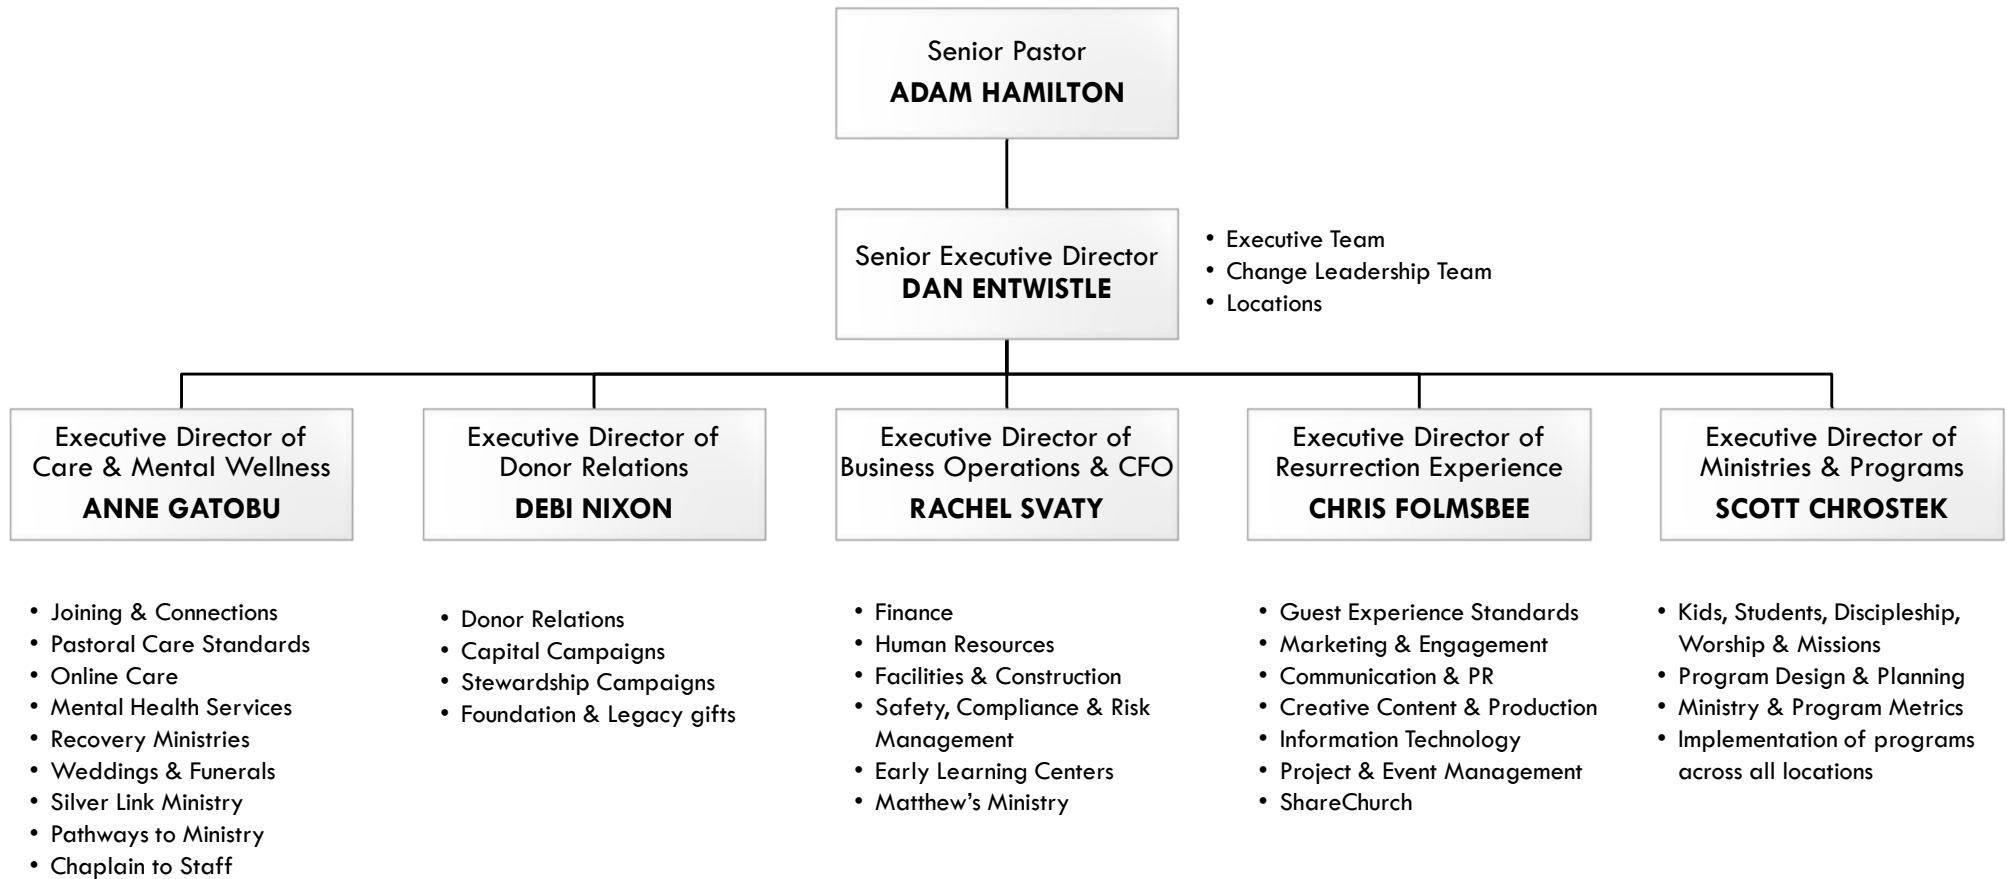 Senior Pastor
ADAM HAMILTON
Senior Executive Director
DAN ENTWISTLE
• Executive Team
• Change Leadership Team
• Locations
Executive Director of
Care & Mental Wellness
ANNE GATOBU
• Joining & Connections
• Pastoral Care Standards
• Online Care
• Mental Health Services
• Recovery Ministries
• Weddings & Funerals
• Silver Link Ministry
• Pathways to Ministry
• Chaplain to Staff
Executive Director of
Donor Relations
DEBI NIXON
• Donor Relations
• Capital Campaigns
• Stewardship Campaigns
• Foundation & Legacy gifts
Executive Director of
Business Operations & CFO
RACHEL SVATY
• Finance
• Human Resources
• Facilities & Construction
• Safety, Compliance & Risk
Management
• Early Learning Centers
• Matthew’s Ministry
Executive Director of
Resurrection Experience
CHRIS FOLMSBEE
• Guest Experience Standards
• Marketing & Engagement
• Communication & PR
• Creative Content & Production
• Information Technology
• Project & Event Management
• ShareChurch
Executive Director of
Ministries & Programs
SCOTT CHROSTEK
• Kids, Students, Discipleship,
Worship & Missions
• Program Design & Planning
• Ministry & Program Metrics
• Implementation of programs
across all locations